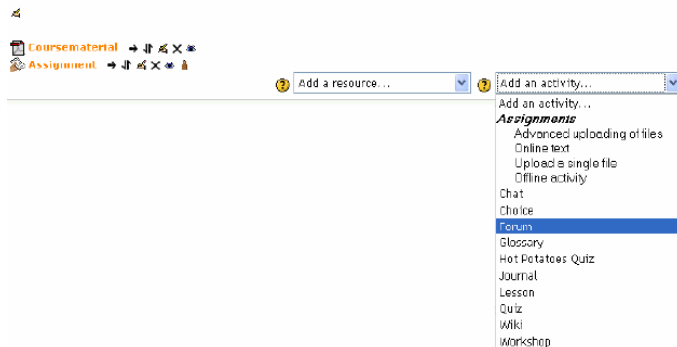 Coursematerial
Assignment
Add a resource...
Add an activity...
Add an activity...
Assignments
Advanced uploading of files
Online text
Upload a single file
Offline activity
Chat
Choice
Forum
Glossary
Hot Potatoes Quiz
Journal
Lesson
Quiz
Wiki
Workshop